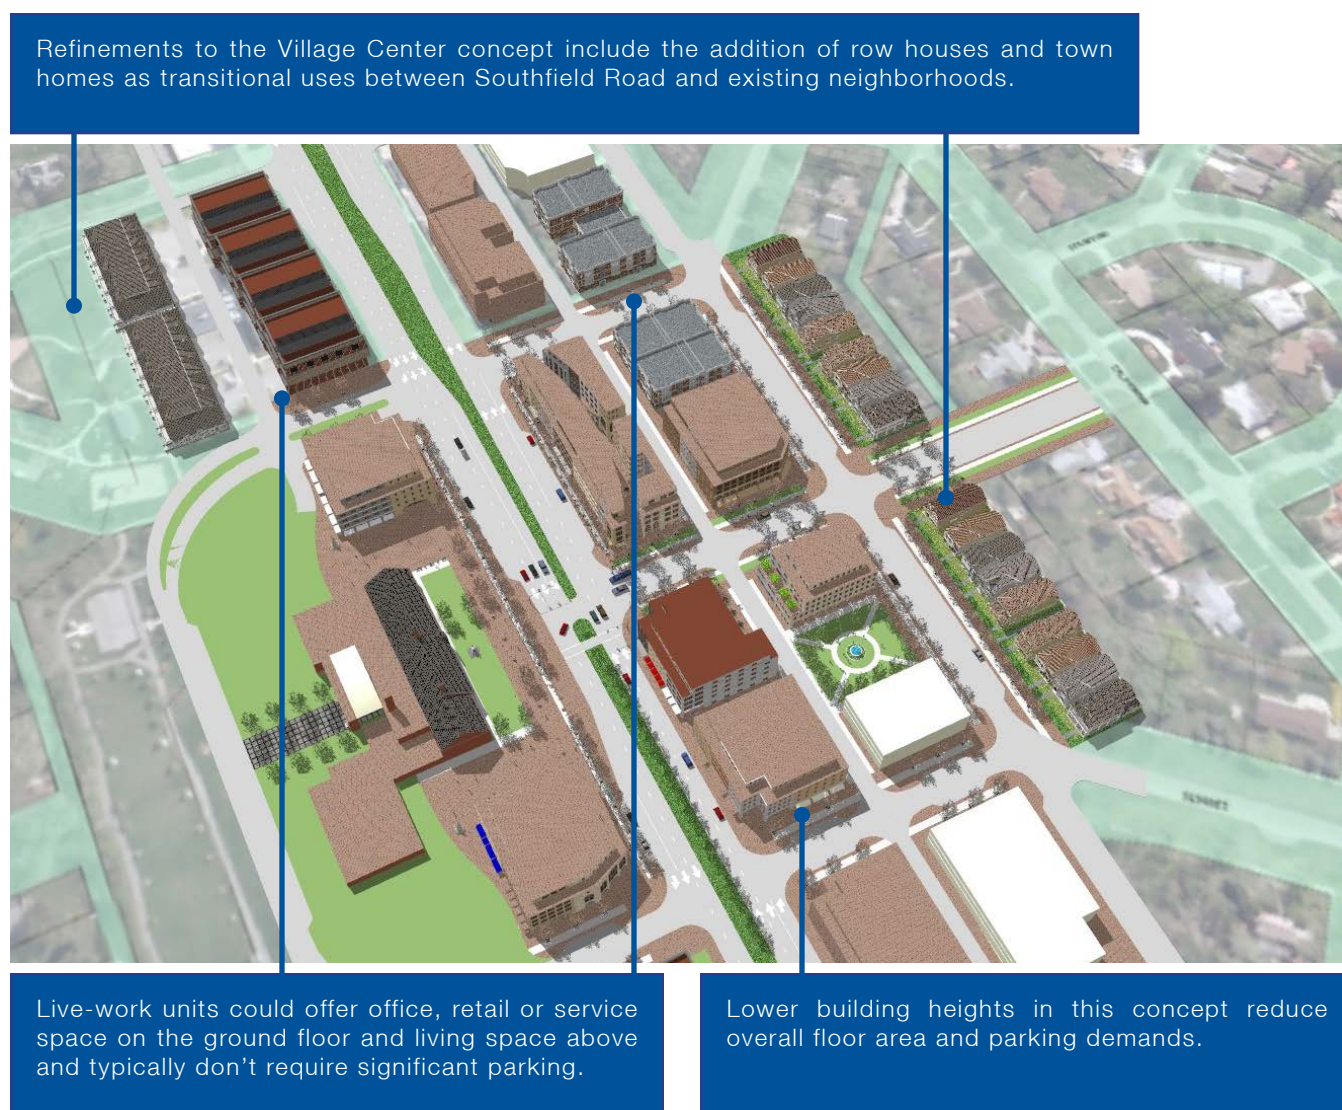 Refinements to the Village Center concept include the addition of row houses and town
homes as transitional uses between Southfield Road and existing neighborhoods.
Live-work units could offer office, retail or service
space on the ground floor and living space above
and typically don’t require significant parking.
Lower building heights in this concept reduce
overall floor area and parking demands.